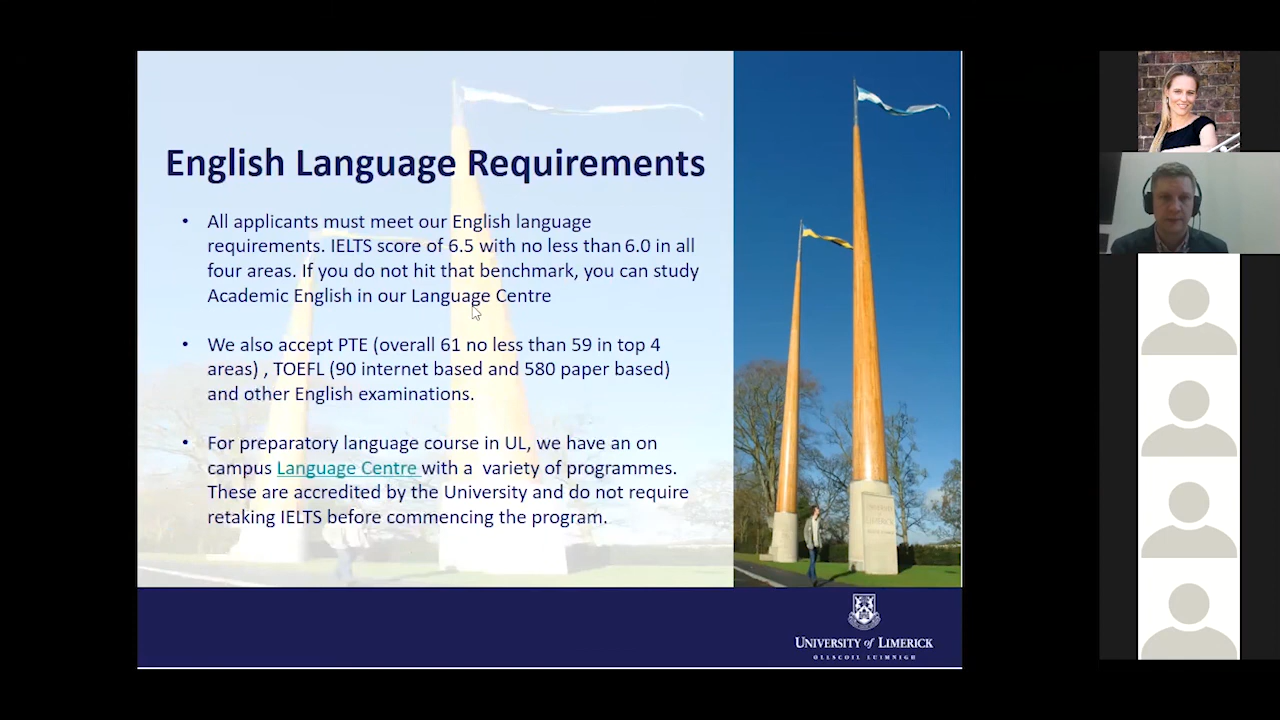 English Language Requirements
• All applicants must meet our English language
requirements. IELTS score of 6.5 with no less than 6.0 in all
four areas. If you do not hit that benchmark, you can study
Academic English in our Language Centre
• We also accept PTE (overall 61 no less than 59 in top 4
areas) , TOEFL (90 internet based and 580 paper based)
and other English examinations.
• For preparatory language course in UL, we have an on
campus Language Centre with a  variety of programmes.
These are accredited by the University and do not require
retaking IELTS before commencing the program.
UNIVERSITY of LIMERICK
OLLSCOIL LUIMNIGH